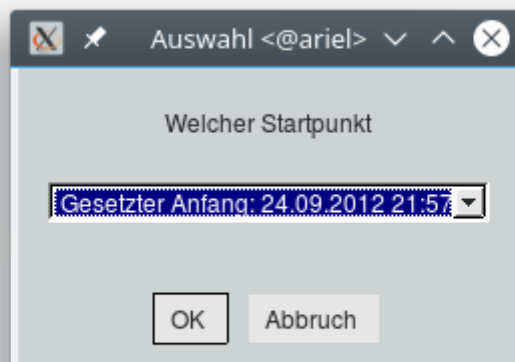 Auswahl <@ariel>
Welcher Startpunkt
Gesetzter Anfang: 24.09.2012 21:57
OK
Abbruch